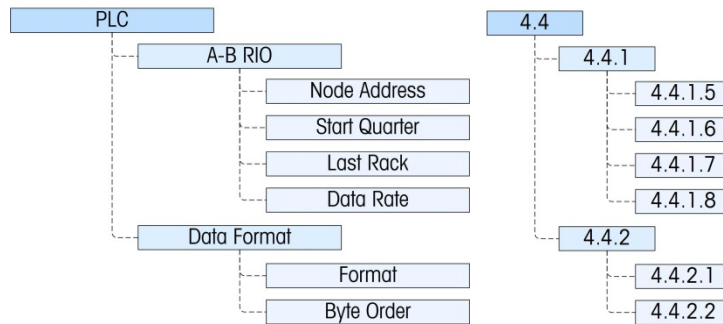 PLC
A-B RIO
Node Address
Start Quarter
Last Rack
Data Rate
Data Format
Format
Byte Order
4.4
4.4.1
4.4.1.5
4.4.1.6
4.4.1.7
4.4.1.8
4.4.2
4.4.2.1
4.4.2.2